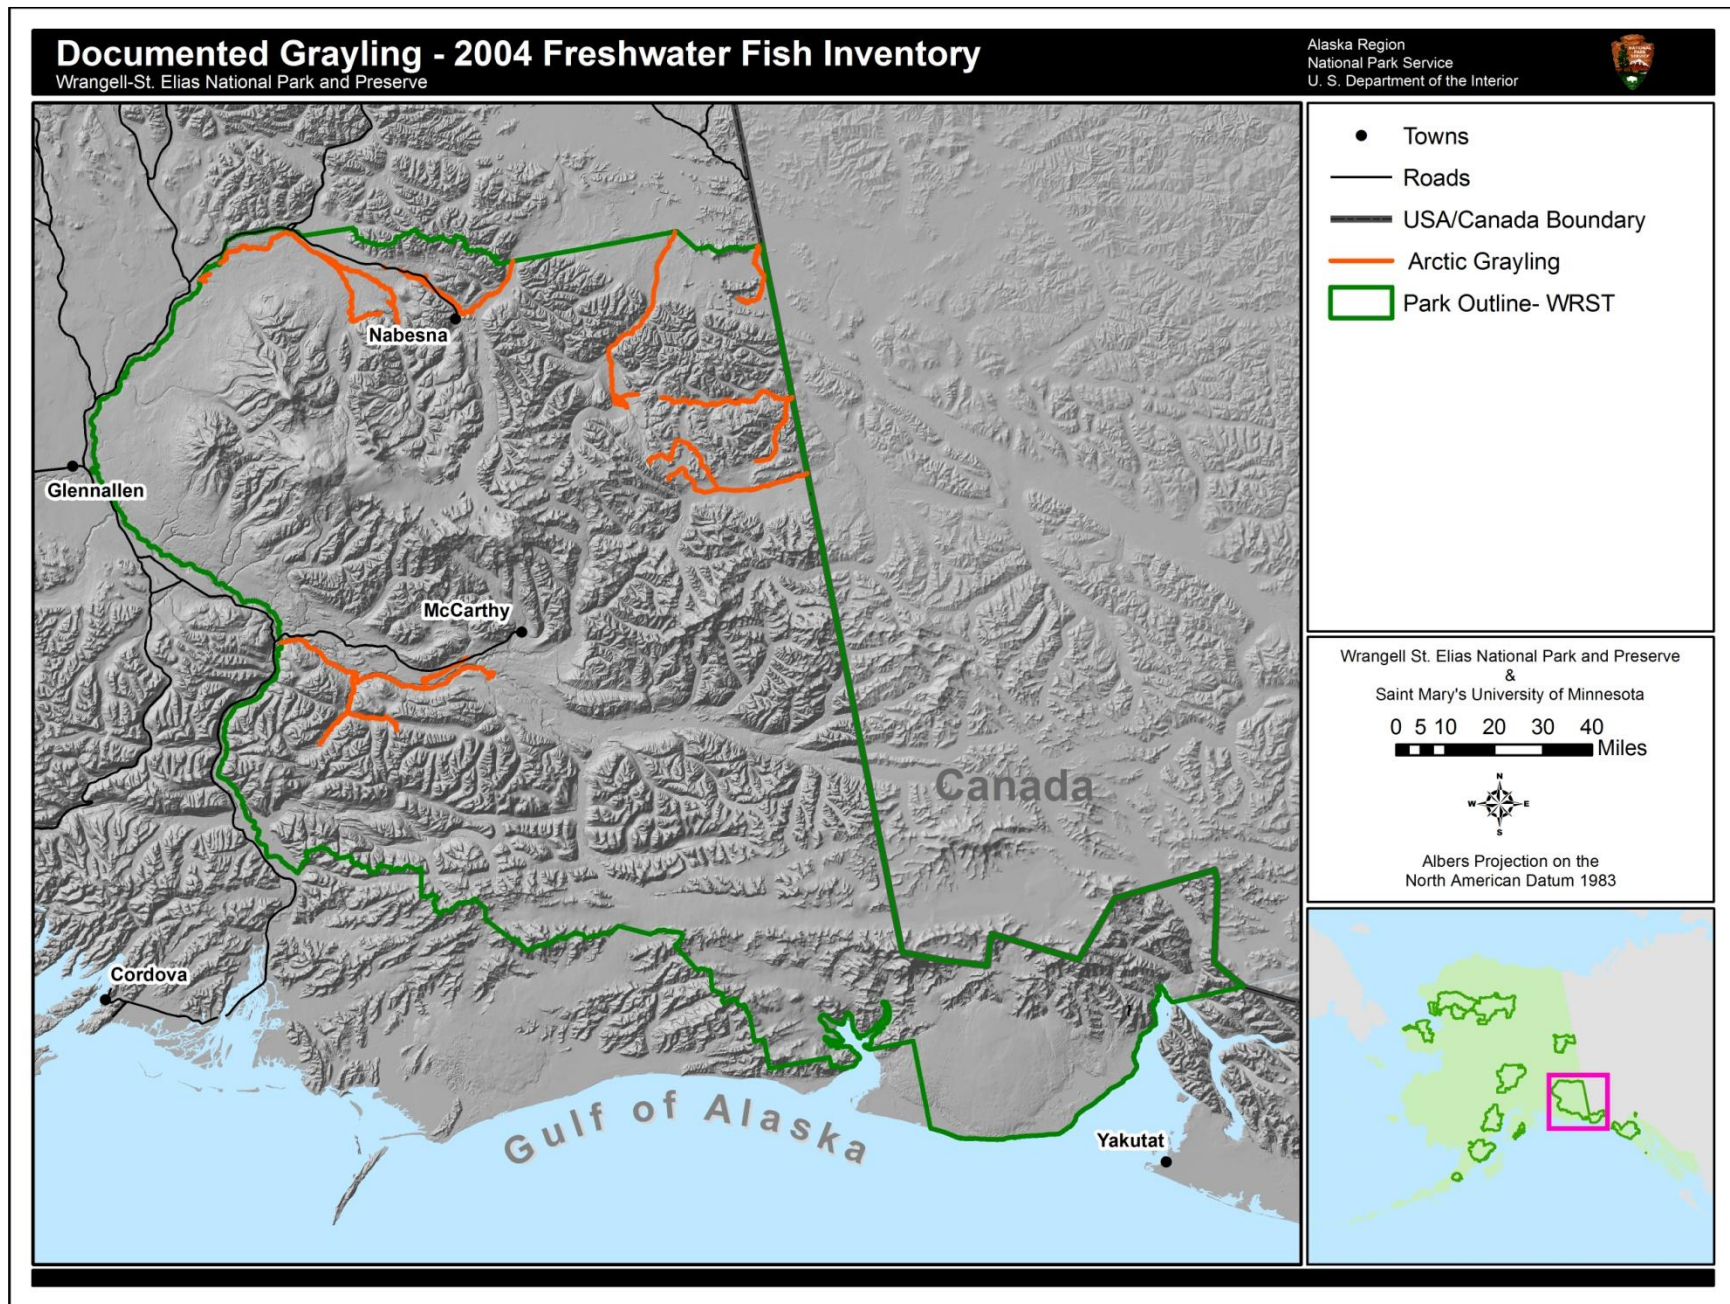 Documented Grayling - 2004 Freshwater Fish Inventory
Wrangell-St. Elias National Park and Preserve
Alaska Region
National Park Service
U. S. Department of the Interior
Towns
Roads
USA/Canada Boundary
Arctic Grayling
Park Outline- WRST
Nabesna
Glennallen
McCarthy
Canada
Cordova
Gulf of Alaska
Yakutat
Wrangell St. Elias National Park and Preserve
&
Saint Mary's University of Minnesota
0 5 10 20 30 40
Miles
N
W E
S
Albers Projection on the
North American Datum 1983